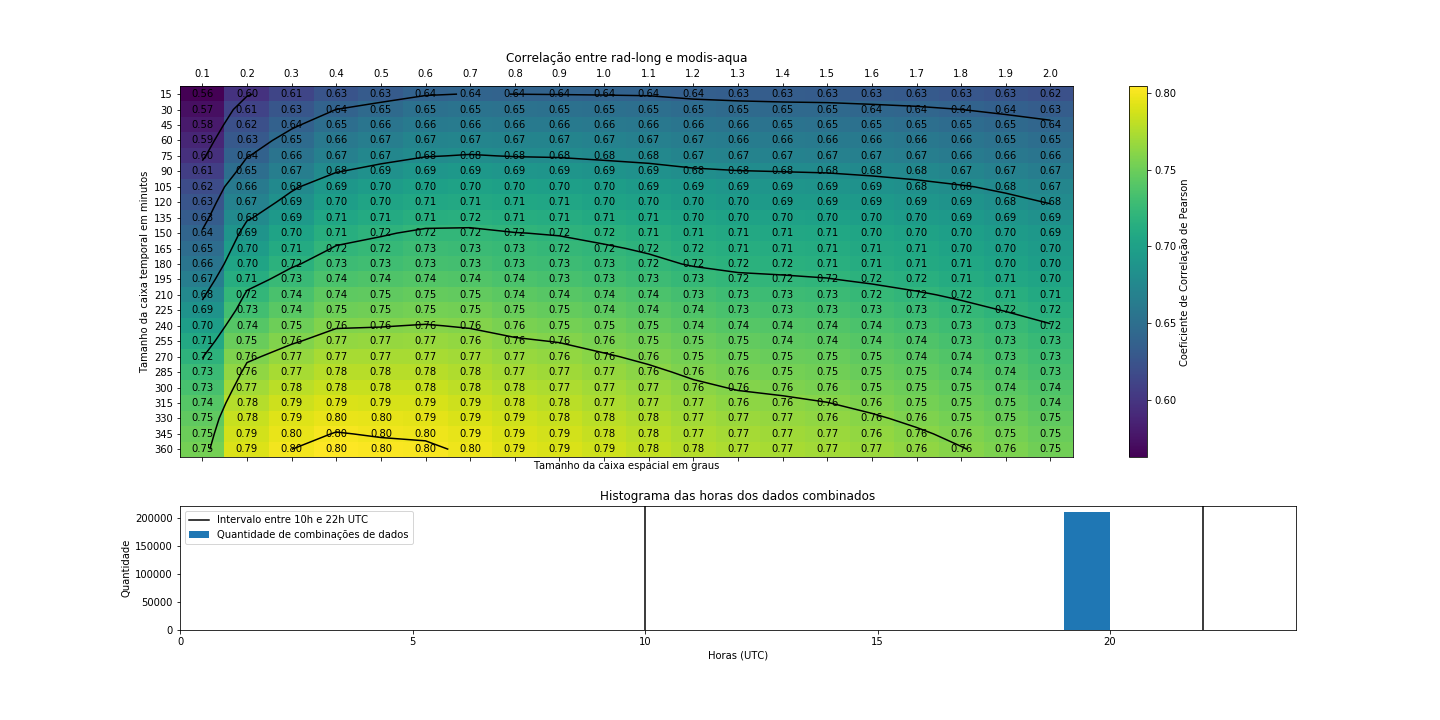 Correlação entre rad-long e modis-aqua
0.1 0.2 0.3 0.4 0.5 0.6 0.7 0.8 0.9 1.0 1.1 1.2 1.3 1.4 1.5 1.6 1.7 1.8 1.9 2.0
15 0.56 0.60 0.61 0.63 0.63 0.64 0.64 0.64 0.64 0.64 0.64 0.64 0.63 0.63 0.63 0.63 0.63 0.63 0.63 0.62
30 0.57 0.61 0.63 0.64 0.65 0.65 0.65 0.65 0.65 0.65 0.65 0.65 0.65 0.65 0.65 0.64 0.64 0.64 0.64 0.63
45 0.58 0.62 0.64 0.65 0.66 0.66 0.66 0.66 0.66 0.66 0.66 0.66 0.65 0.65 0.65 0.65 0.65 0.65 0.65 0.64
60 0.59 0.63 0.65 0.66 0.67 0.67 0.67 0.67 0.67 0.67 0.67 0.66 0.66 0.66 0.66 0.66 0.66 0.66 0.65 0.65
75 0.60 0.64 0.66 0.67 0.67 0.68 0.68 0.68 0.68 0.68 0.68 0.67 0.67 0.67 0.67 0.67 0.67 0.66 0.66 0.66
90 0.61 0.65 0.67 0.68 0.69 0.69 0.69 0.69 0.69 0.69 0.69 0.68 0.68 0.68 0.68 0.68 0.68 0.67 0.67 0.67
105 0.62 0.66 0.68 0.69 0.70 0.70 0.70 0.70 0.70 0.70 0.69 0.69 0.69 0.69 0.69 0.69 0.68 0.68 0.68 0.67
120 0.63 0.67 0.69 0.70 0.70 0.71 0.71 0.71 0.71 0.70 0.70 0.70 0.70 0.69 0.69 0.69 0.69 0.69 0.68 0.68
135 0.63 0.68 0.69 0.71 0.71 0.71 0.72 0.71 0.71 0.71 0.71 0.70 0.70 0.70 0.70 0.70 0.70 0.69 0.69 0.69
150 0.64 0.69 0.70 0.71 0.72 0.72 0.72 0.72 0.72 0.72 0.72 0.71 0.71 0.71 0.71 0.70 0.70 0.70 0.70 0.69
165 0.65 0.70 0.71 0.72 0.72 0.73 0.73 0.73 0.72 0.72 0.72 0.72 0.71 0.71 0.71 0.71 0.71 0.70 0.70 0.70
180 0.66 0.70 0.72 0.73 0.73 0.73 0.73 0.73 0.73 0.73 0.73 0.72 0.72 0.72 0.71 0.71 0.71 0.71 0.70 0.70
195 0.67 0.71 0.73 0.74 0.74 0.74 0.74 0.74 0.73 0.73 0.73 0.73 0.72 0.72 0.72 0.72 0.72 0.71 0.71 0.70
210 0.68 0.72 0.74 0.74 0.75 0.75 0.75 0.74 0.74 0.74 0.74 0.73 0.73 0.73 0.73 0.72 0.72 0.72 0.71 0.71
225 0.69 0.73 0.74 0.75 0.75 0.75 0.75 0.75 0.75 0.74 0.74 0.74 0.73 0.73 0.73 0.73 0.73 0.72 0.72 0.72
240 0.70 0.74 0.75 0.76 0.76 0.76 0.76 0.76 0.75 0.75 0.75 0.74 0.74 0.74 0.74 0.73 0.73 0.73 0.73 0.72
255 0.71 0.75 0.76 0.77 0.77 0.77 0.76 0.76 0.76 0.76 0.75 0.75 0.75 0.74 0.74 0.74 0.74 0.73 0.73 0.73
270 0.72 0.76 0.77 0.77 0.77 0.77 0.77 0.77 0.76 0.76 0.76 0.75 0.75 0.75 0.75 0.74 0.74 0.74 0.73 0.73
285 0.73 0.76 0.77 0.78 0.78 0.78 0.78 0.77 0.77 0.77 0.76 0.76 0.75 0.75 0.75 0.75 0.75 0.74 0.74 0.73
300 0.73 0.77 0.78 0.78 0.78 0.78 0.78 0.78 0.77 0.77 0.77 0.76 0.76 0.76 0.75 0.75 0.75 0.75 0.74 0.74
315 0.74 0.78 0.79 0.79 0.79 0.79 0.79 0.78 0.78 0.77 0.77 0.77 0.76 0.76 0.76 0.76 0.75 0.75 0.75 0.74
330 0.75 0.78 0.79 0.80 0.80 0.79 0.79 0.79 0.78 0.78 0.78 0.77 0.77 0.77 0.76 0.76 0.76 0.75 0.75 0.75
345 0.75 0.79 0.80 0.80 0.80 0.80 0.79 0.79 0.79 0.78 0.78 0.78 0.77 0.77 0.77 0.76 0.76 0.76 0.75 0.75
360 0.75 0.79 0.80 0.80 0.80 0.80 0.80 0.79 0.79 0.79 0.78 0.78 0.77 0.77 0.77 0.77 0.76 0.76 0.76 0.75
Tamanho da caixa temporal em minutos
Tamanho da caixa espacial em graus
0.80
0.75
0.70
0.65
0.60
Coeficiente de Correlação de Pearson
Histograma das horas dos dados combinados
Intervalo entre 10h e 22h UTC
Quantidade de combinações de dados
200000
150000
100000
50000
0
Quantidade
0 5 10 15 20
Horas (UTC)